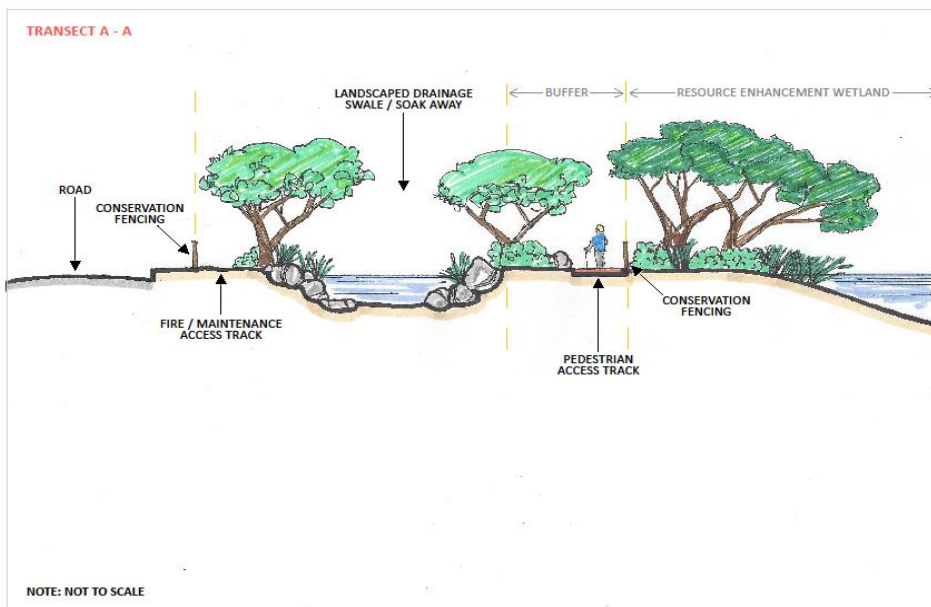 TRANSECT A - A
LANDSCAPED DRAINAGE
SWALE / SOAK AWAY
BUFFER
RESOURCE ENHANCEMENT WETLAND
ROAD
CONSERVATION
FENCING
FIRE / MAINTENANCE
ACCESS TRACK
CONSERVATION
FENCING
PEDESTRIAN
ACCESS TRACK
NOTE: NOT TO SCALE